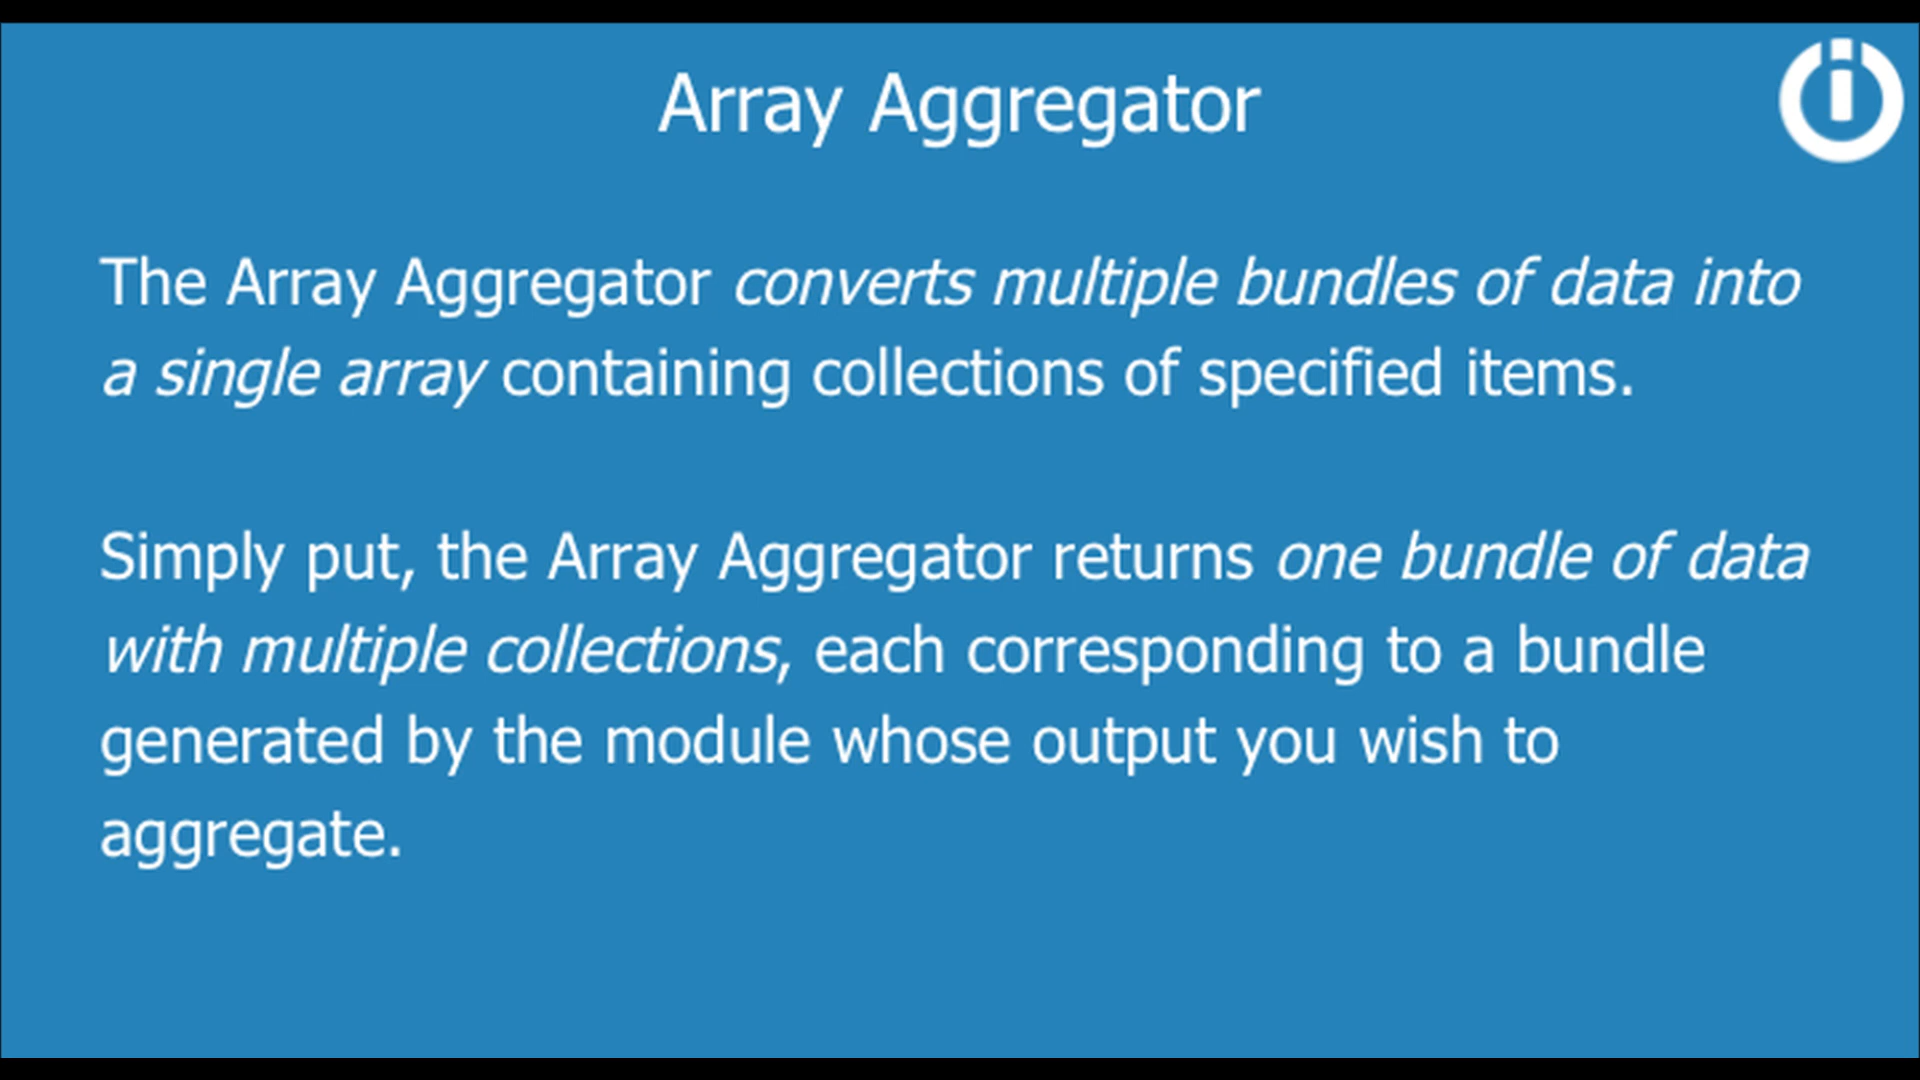 Array Aggregator
The Array Aggregator converts multiple bundles of data into
a single array containing collections of specified items.
Simply put, the Array Aggregator returns one bundle of data
with multiple collections, each corresponding to a bundle
generated by the module whose output you wish to
aggregate.